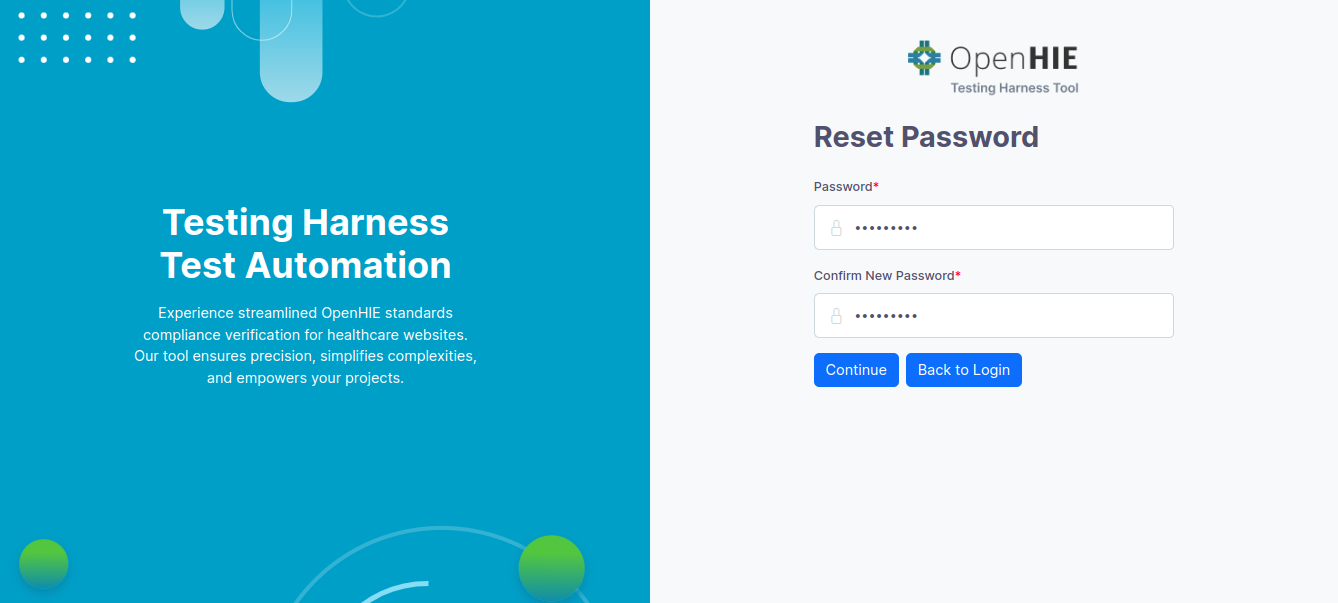 Testing Harness
Test Automation
Experience streamlined OpenHIE standards
compliance verification for healthcare websites.
Our tool ensures precision, simplifies complexities,
and empowers your projects.
OpenHIE
Testing Harness Tool
Reset Password
Password*
•••••••••
Confirm New Password*
•••••••••
Continue Back to Login